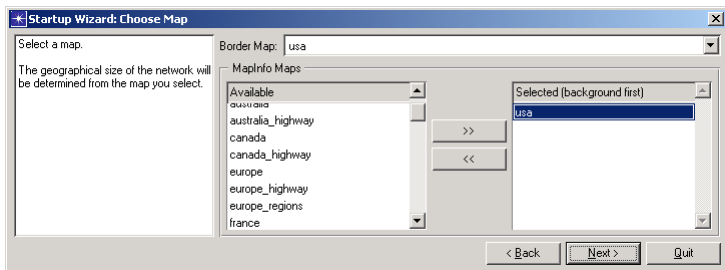 Startup Wizard: Choose Map
Select a map.
The geographical size of the network will
be determined from the map you select.
Border Map: usa
MapInfo Maps
Available
australia
australia_highway
canada
canada_highway
europe
europe_highway
europe_regions
france
>>
<<
Selected (background first)
usa
< Back
Next >
Quit